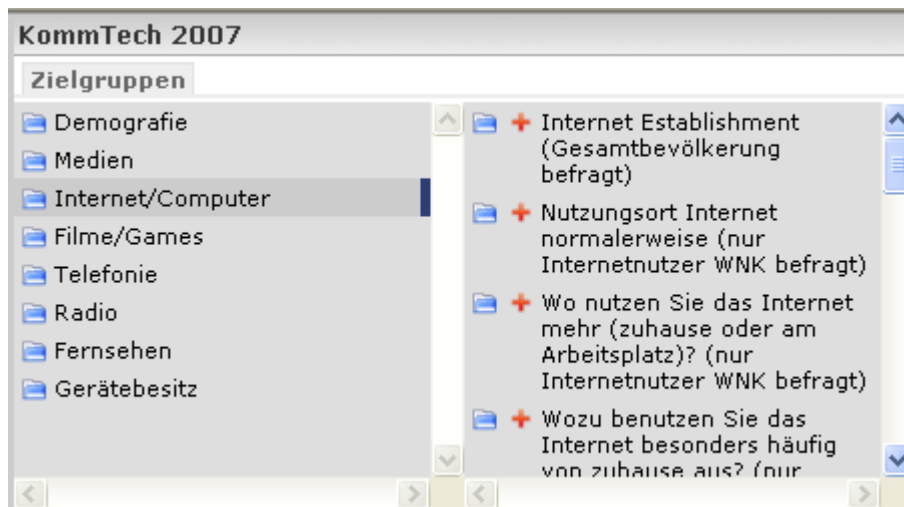 KommTech 2007
Zielgruppen
Demografie
Medien
Internet/Computer
Filme/Games
Telefonie
Radio
Fernsehen
Gerätebesitz
Internet Establishment
(Gesamtbevölkerung
befragt)
Nutzungsort Internet
normalerweise (nur
Internetnutzer WNK befragt)
Wo nutzen Sie das Internet
mehr (zuhause oder am
Arbeitsplatz)? (nur
Internetnutzer WNK befragt)
Wozu benutzen Sie das
Internet besonders häufig
von zuhause aus? (nur